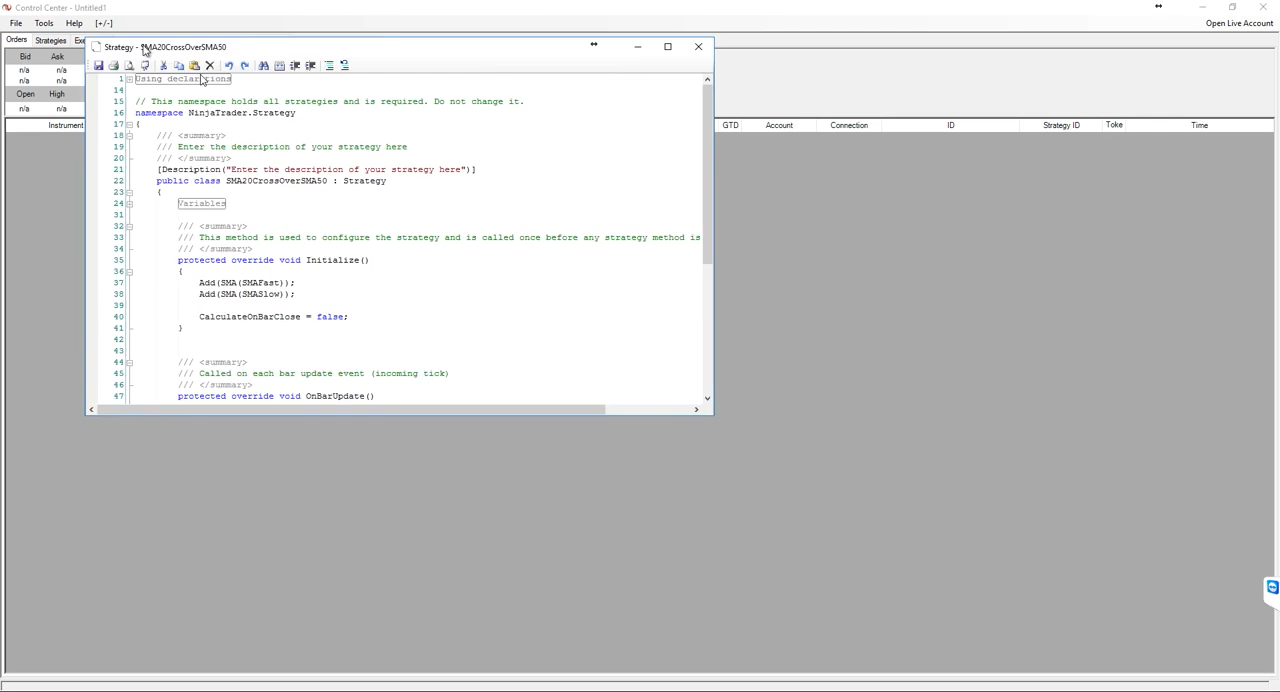 Control Center - Untitled1
File Tools Help [+/-] Open Live Account
Orders Strategies
Bid Ask
n/a n/a
n/a n/a
Open High
n/a n/a
Instrument GTD Account Connection ID Strategy ID Toke Time
Strategy - SMA20CrossOverSMA50
1 Using declarations
14
15 // This namespace holds all strategies and is required. Do not change it.
16 namespace NinjaTrader.Strategy
17 {
18 /// <summary>
19 /// Enter the description of your strategy here
20 /// </summary>
21 [Description("Enter the description of your strategy here")]
22 public class SMA20CrossOverSMA50 : Strategy
23 {
24 Variables
31
32 /// <summary>
33 /// This method is used to configure the strategy and is called once before any strategy method is
34 /// </summary>
35 protected override void Initialize()
36 {
37 Add(SMA(SMAFast));
38 Add(SMA(SMASlow));
39
40 CalculateOnBarClose = false;
41 }
42
43
44 /// <summary>
45 /// Called on each bar update event (incoming tick)
46 /// </summary>
47 protected override void OnBarUpdate()